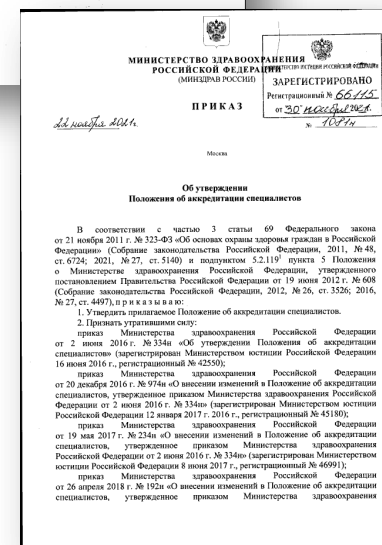 МИНИСТЕРСТВО ЗДРАВООХРАНЕНИЯ
РОССИЙСКОЙ ФЕДЕРАЦИИ
(МИНЗДРАВ РОССИИ)
МИНИСТЕРСТВО ЮСТИЦИИ РОССИЙСКОЙ ФЕДЕРАЦИИ
ЗАРЕГИСТРИРОВАНО
Регистрационный № 66115
от 30 ноября 2021.
ПРИКАЗ
22 ноября 2021г.
№ 1081н
Москва
Об утверждении
Положения об аккредитации специалистов
В соответствии с частью 3 статьи 69 Федерального закона
от 21 ноября 2011 г. № 323-ФЗ «Об основах охраны здоровья граждан в Российской
Федерации» (Собрание законодательства Российской Федерации, 2011, № 48,
ст. 6724; 2021, № 27, ст. 5140) и подпунктом 5.2.119¹ пункта 5 Положения
о Министерстве здравоохранения Российской Федерации, утвержденного
постановлением Правительства Российской Федерации от 19 июня 2012 г. № 608
(Собрание законодательства Российской Федерации, 2012, № 26, ст. 3526; 2016,
№ 27, ст. 4497), п р и к а з ы в а ю:
1. Утвердить прилагаемое Положение об аккредитации специалистов.
2. Признать утратившими силу:
приказ Министерства здравоохранения Российской Федерации
от 2 июня 2016 г. № 334н «Об утверждении Положения об аккредитации
специалистов» (зарегистрирован Министерством юстиции Российской Федерации
16 июня 2016 г., регистрационный № 42550);
приказ Министерства здравоохранения Российской Федерации
от 20 декабря 2016 г. № 974н «О внесении изменений в Положение об аккредитации
специалистов, утвержденное приказом Министерства здравоохранения Российской
Федерации от 2 июня 2016 г. № 334н» (зарегистрирован Министерством юстиции
Российской Федерации 12 января 2017 г. 2016 г., регистрационный № 45180);
приказ Министерства здравоохранения Российской Федерации
от 19 мая 2017 г. № 234н «О внесении изменений в Положение об аккредитации
специалистов, утвержденное приказом Министерства здравоохранения
Российской Федерации от 2 июня 2016 г. № 334н» (зарегистрирован Министерством
юстиции Российской Федерации 8 июня 2017 г., регистрационный № 46991);
приказ Министерства здравоохранения Российской Федерации
от 26 апреля 2018 г. № 192н «О внесении изменений в Положение об аккредитации
специалистов, утвержденное приказом Министерства здравоохранения